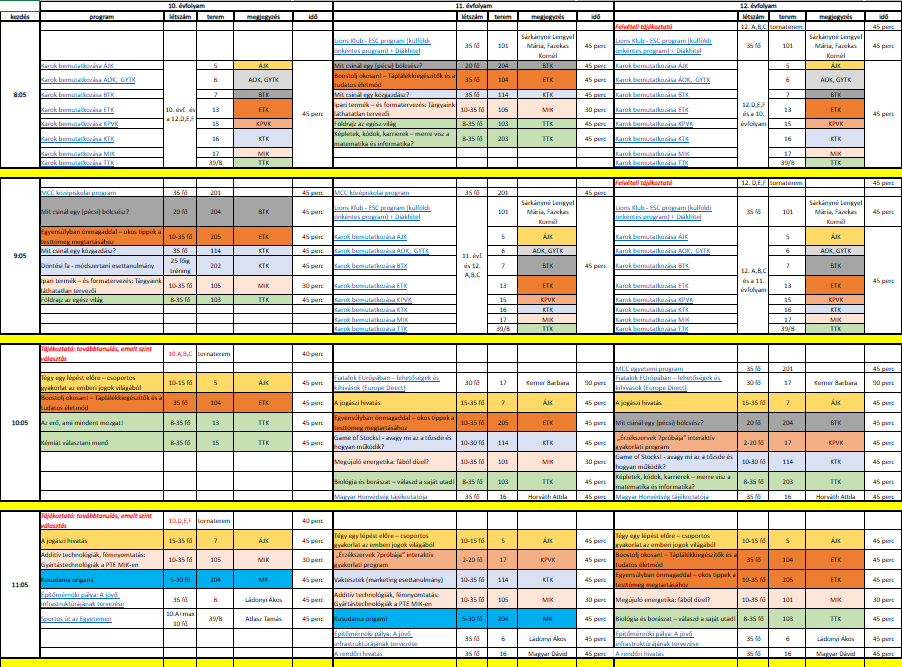 10. évfolyam 11. évfolyam 12. évfolyam
kezdés program létszám terem megjegyzés idő létszám terem megjegyzés idő létszám terem megjegyzés idő
8:05
Felvételi tájékoztató 12. A,B,C tornaterem 45 perc
Lions Klub - ESC program (külföldi önkéntes program) + Diákhitel 35 fő 101 Sárkányné Lengyel Mária, Fazekas Kornél 45 perc
Lions Klub - ESC program (külföldi önkéntes program) + Diákhitel 35 fő 101 Sárkányné Lengyel Mária, Fazekas Kornél 45 perc
Karok bemutatkozása ÁJK 5 ÁJK
Karok bemutatkozása ÁOK, GYTK 6 AOK, GYTK
Karok bemutatkozása BTK 7 BTK
Karok bemutatkozása ETK 13 ETK
Karok bemutatkozása KPVK 15 KPVK
Karok bemutatkozása KTK 16 KTK
Karok bemutatkozása MIK 17 MIK
Karok bemutatkozása TTK 39/B TTK
10. évf. és a 12.D,E,F
45 perc
Mit csinál egy (pécsi) bölcsész? 20 fő 204 BTK 45 perc
Boostolj okosan! – Táplálékkiegészítők és a tudatos életmód 35 fő 104 ETK 45 perc
Mit csinál egy közgazdász? 35 fő 114 KTK 45 perc
Ipari termék – és formatervezés: Tárgyaink láthatatlan tervezői 10-35 fő 105 MIK 30 perc
Földrajz az egész világ 8-35 fő 103 TTK 45 perc
Képletek, kódok, karrierek – merre visz a matematika és informatika? 8-35 fő 203 TTK 45 perc
Karok bemutatkozása ÁJK 5 ÁJK
Karok bemutatkozása ÁOK, GYTK 6 AOK, GYTK
Karok bemutatkozása BTK 7 BTK
Karok bemutatkozása ETK 13 ETK
Karok bemutatkozása KPVK 15 KPVK
Karok bemutatkozása KTK 16 KTK
Karok bemutatkozása MIK 17 MIK
Karok bemutatkozása TTK 39/B TTK
12.D,E,F és a 10. évfolyam
45 perc
9:05
Felvételi tájékoztató 12. D,E,F tornaterem 45 perc
MCC középiskolai program 35 fő 201 45 perc
Mit csinál egy (pécsi) bölcsész? 20 fő 204 BTK 45 perc
Egyensúlyban önmagaddal – okos tippek a testtömeg megtartásához 10-35 fő 205 ETK 45 perc
Mit csinál egy közgazdász? 35 fő 114 KTK 45 perc
Döntési fa - módszertani esettanulmány 25 főig tréning 202 KTK 45 perc
Ipari termék – és formatervezés: Tárgyaink láthatatlan tervezői 10-35 fő 105 MIK 30 perc
Földrajz az egész világ 8-35 fő 103 TTK 45 perc
MCC középiskolai program 35 fő 201
Lions Klub - ESC program (külföldi önkéntes program) + Diákhitel 101 Sárkányné Lengyel Mária, Fazekas Kornél
Karok bemutatkozása ÁJK 5 ÁJK
Karok bemutatkozása AOK, GYTK 6 AOK, GYTK
Karok bemutatkozása BTK 7 BTK
Karok bemutatkozása ETK 13 ETK
Karok bemutatkozása KPVK 15 KPVK
Karok bemutatkozása KTK 16 KTK
Karok bemutatkozása MIK 17 MIK
Karok bemutatkozása TTK 39/B TTK
11. évf. és 12. A,B,C
45 perc
Lions Klub - ESC program (külföldi önkéntes program) + Diákhitel 35 fő 101 Sárkányné Lengyel Mária, Fazekas Kornél
Karok bemutatkozása ÁJK 5 ÁJK
Karok bemutatkozása AOK, GYTK 6 AOK, GYTK
Karok bemutatkozása BTK 7 BTK
Karok bemutatkozása ETK 13 ETK
Karok bemutatkozása KPVK 15 KPVK
Karok bemutatkozása KTK 16 KTK
Karok bemutatkozása MIK 17 MIK
Karok bemutatkozása TTK 39/B TTK
12. A,B,C és a 11. évfolyam
45 perc
10:05
Tájékoztató: továbbtanulás, emelt szint választás 10.A,B,C tornaterem 40 perc
Tégy egy lépést előre – csoportos gyakorlat az emberi jogok világából 10-15 fő 5 ÁJK 45 perc
Boostolj okosan! – Táplálékkiegészítők és a tudatos életmód 35 fő 104 ETK 45 perc
Az erő, ami mindent mozgat! 8-35 fő 13 TTK 45 perc
Kémiát választani menő 8-35 fő 15 TTK 45 perc
Fiatalok EUrópában – lehetőségek és kihívások (Europe Direct) 30 fő 17 Kerner Barbara 90 perc
A jogászi hivatás 15-35 fő 7 ÁJK 45 perc
Egyensúlyban önmagaddal – okos tippek a testtömeg megtartásához 10-35 fő 205 ETK 45 perc
Game of Stocks! - avagy mi az a tőzsde és hogyan működik? 10-30 fő 114 KTK 45 perc
Megújuló energetika: fából dízel? 10-35 fő 101 MIK 30 perc
Biológia és borászat – válaszd a saját utad! 8-35 fő 103 TTK 45 perc
Magyar Honvédség tájékoztatója 35 fő 16 Horváth Attila 45 perc
MCC egyetemi program 35 fő 201 45 perc
Fiatalok EUrópában – lehetőségek és kihívások (Europe Direct) 30 fő 17 Kerner Barbara 90 perc
A jogászi hivatás 15-35 fő 7 ÁJK 45 perc
Mit csinál egy (pécsi) bölcsész? 20 fő 204 BTK 45 perc
„Érzékszervek 7próbája” interaktív gyakorlati program 2-20 fő 17 KPVK 45 perc
Game of Stocks! - avagy mi az a tőzsde és hogyan működik? 10-30 fő 114 KTK 45 perc
Képletek, kódok, karrierek – merre visz a matematika és informatika? 8-35 fő 203 TTK 45 perc
Magyar Honvédség tájékoztatója 35 fő 16 Horváth Attila 45 perc
11:05
Tájékoztató: továbbtanulás, emelt szint választás 10.D,E,F tornaterem 40 perc
A jogászi hivatás 15-35 fő 7 ÁJK 45 perc
Additív technológiák, fémnyomtatás: Gyártástechnológiák a PTE MIK-en 10-35 fő 105 MIK 30 perc
Kusudama origami 5-30 fő 204 MK 45 perc
Építőmérnöki pálya: A jövő infrastruktúrájának tervezése 35 fő 6 Ládonyi Ákos 45 perc
Sportos út az Egyetemen 10.A+max 10 fő 39/B Atlasz Tamás 45 perc
Tégy egy lépést előre – csoportos gyakorlat az emberi jogok világából 10-15 fő 5 ÁJK 45 perc
„Érzékszervek 7próbája” interaktív gyakorlati program 2-20 fő 17 KPVK 45 perc
Vaktesztek (marketing esettanulmány) 10-35 fő 114 KTK 45 perc
Additív technológiák, fémnyomtatás: Gyártástechnológiák a PTE MIK-en 10-35 fő 105 MIK 30 perc
Kusudama origami 5-30 fő 204 MK 45 perc
Építőmérnöki pálya: A jövő infrastruktúrájának tervezése 35 fő 6 Ládonyi Ákos 45 perc
A rendőri hivatás 35 fő 16 Magyar Dávid 45 perc
Tégy egy lépést előre – csoportos gyakorlat az emberi jogok világából 10-15 fő 5 ÁJK 45 perc
Boostolj okosan! – Táplálékkiegészítők és a tudatos életmód 35 fő 104 ETK 45 perc
Egyensúlyban önmagaddal – okos tippek a testtömeg megtartásához 10-35 fő 205 ETK 45 perc
Megújuló energetika: fából dízel? 10-35 fő 101 MIK 30 perc
Biológia és borászat – válaszd a saját utad! 8-35 fő 103 TTK 45 perc
Építőmérnöki pálya: A jövő infrastruktúrájának tervezése 35 fő 6 Ládonyi Ákos 45 perc
A rendőri hivatás 35 fő 16 Magyar Dávid 45 perc